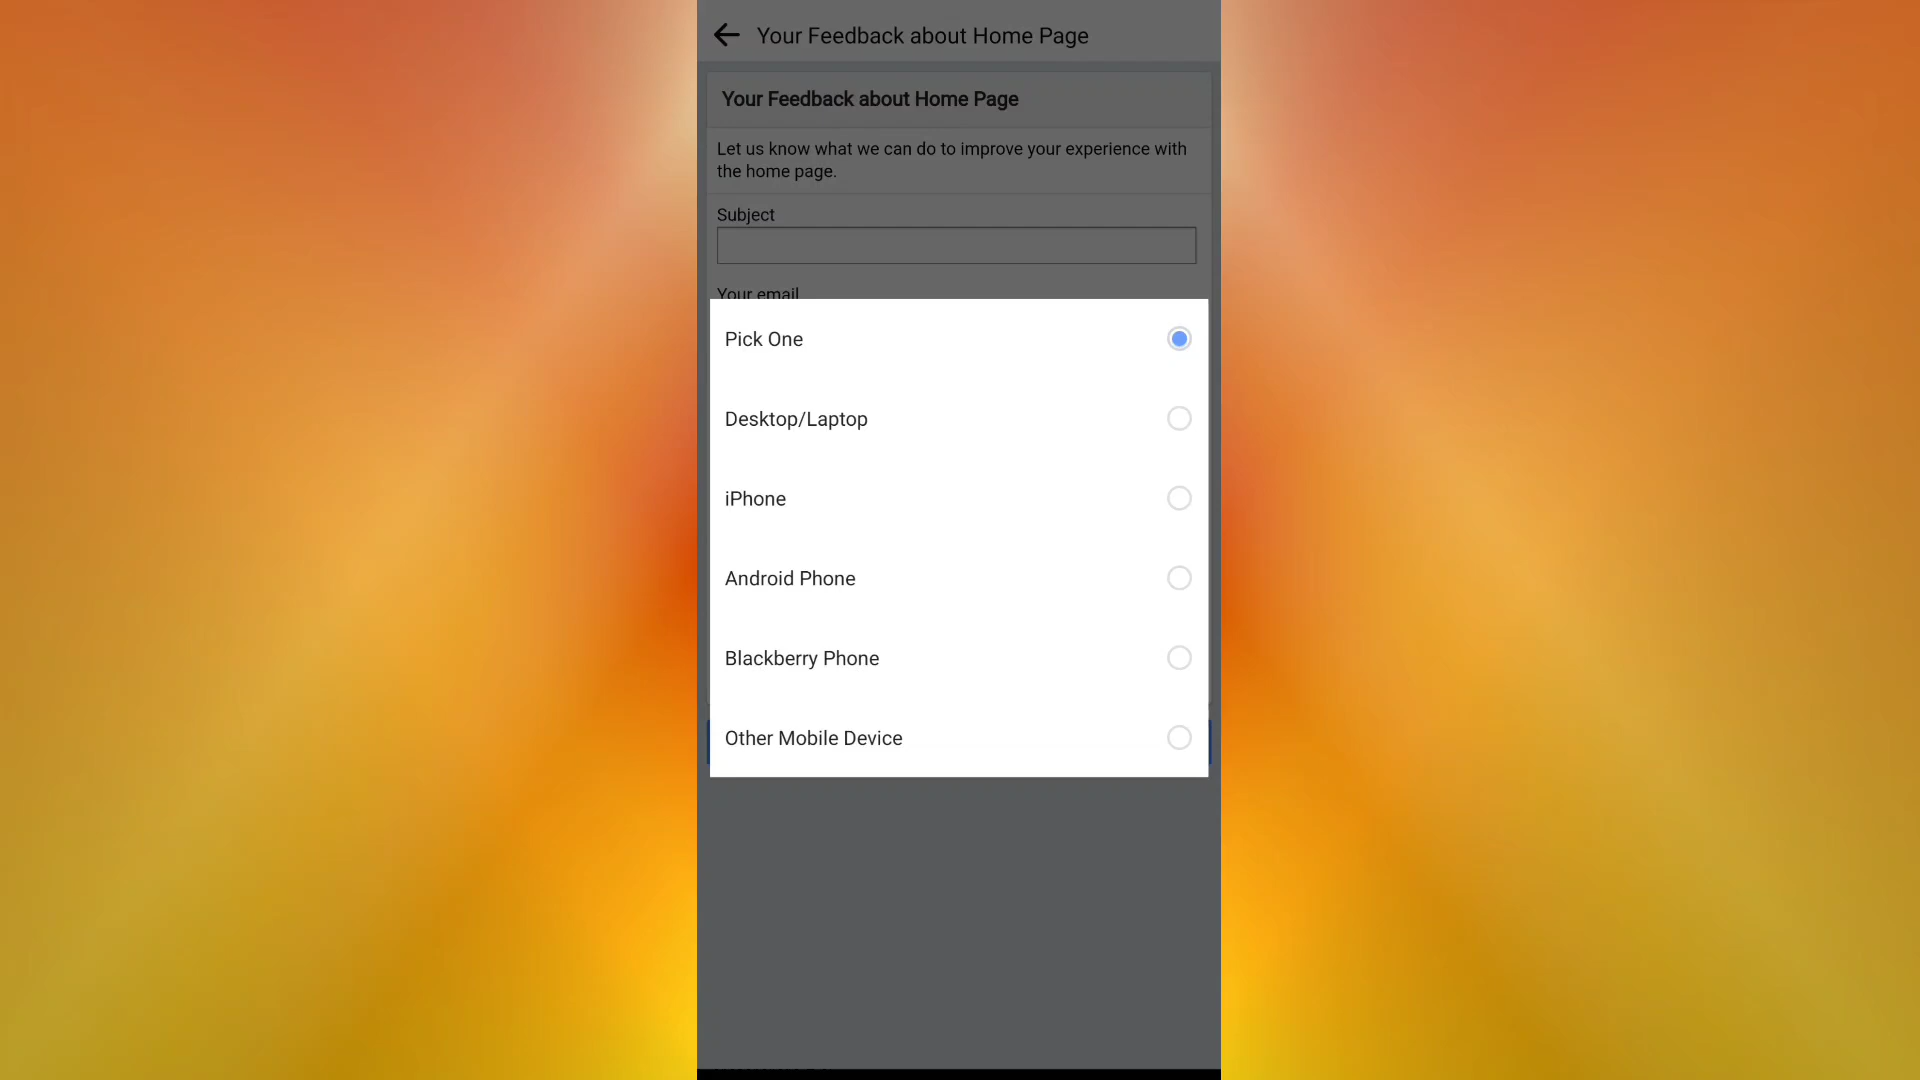 Your Feedback about Home Page
Your Feedback about Home Page
Let us know what we can do to improve your experience with
the home page.
Subject
Your email
Pick One
Desktop/Laptop
iPhone
Android Phone
Blackberry Phone
Other Mobile Device